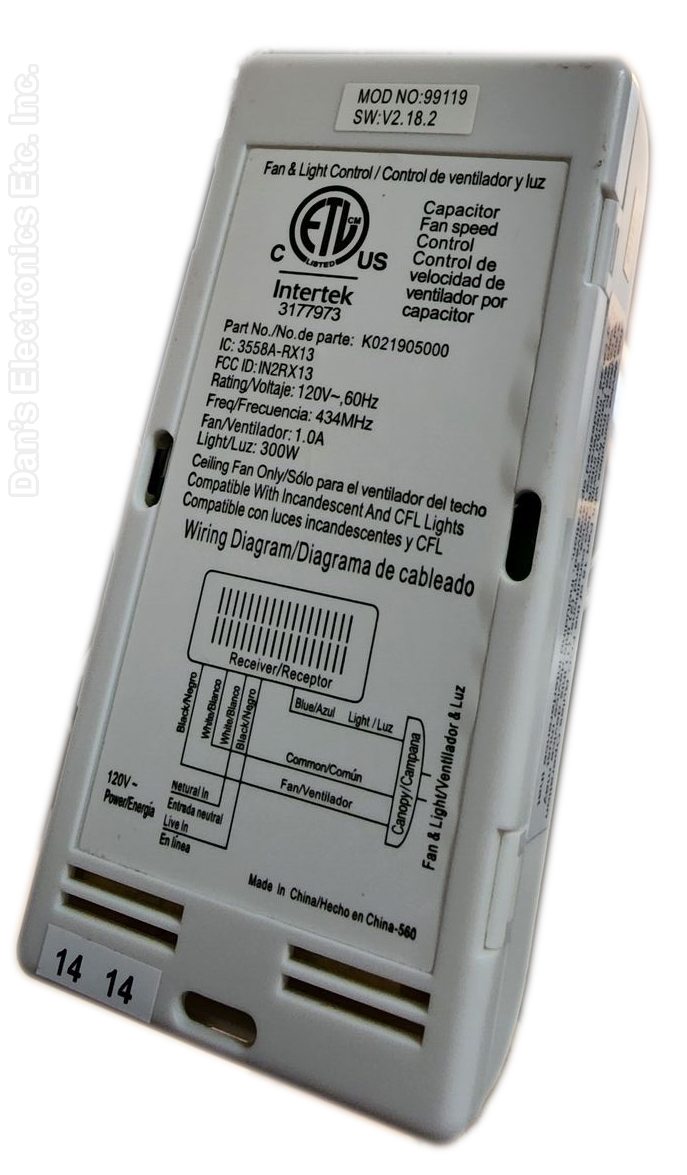 Dan's Electronics Etc. Inc.
MOD NO:99119
SW:V2.18.2
Fan & Light Control / Control de ventilador y luz
ETL CM
LISTED
C US
Intertek
3177973
Capacitor
Fan speed
Control
Control de
velocidad de
ventilador por
capacitor
Part No./No.de parte: K021905000
IC: 3558A-RX13
FCC ID: IN2RX13
Rating/Voltaje: 120V~,60Hz
Freq/Frecuencia: 434MHz
Fan/Ventilador: 1.0A
Light/Luz: 300W
Ceiling Fan Only/Sólo para el ventilador del techo
Compatible With Incandescent And CFL Lights
Compatible con luces incandescentes y CFL
Wiring Diagram/Diagrama de cableado
Receiver/Receptor
Black/Negro
White/Blanco
White/Blanco
Black/Negro
Blue/Azul
Light / Luz
Common/Común
Fan/Ventilador
Canopy/Campana
Fan & Light/Ventilador & Luz
120V ~
Power/Energía
Netural In
Entrada neutral
Live In
En línea
Made In China/Hecho en China-560
14 14